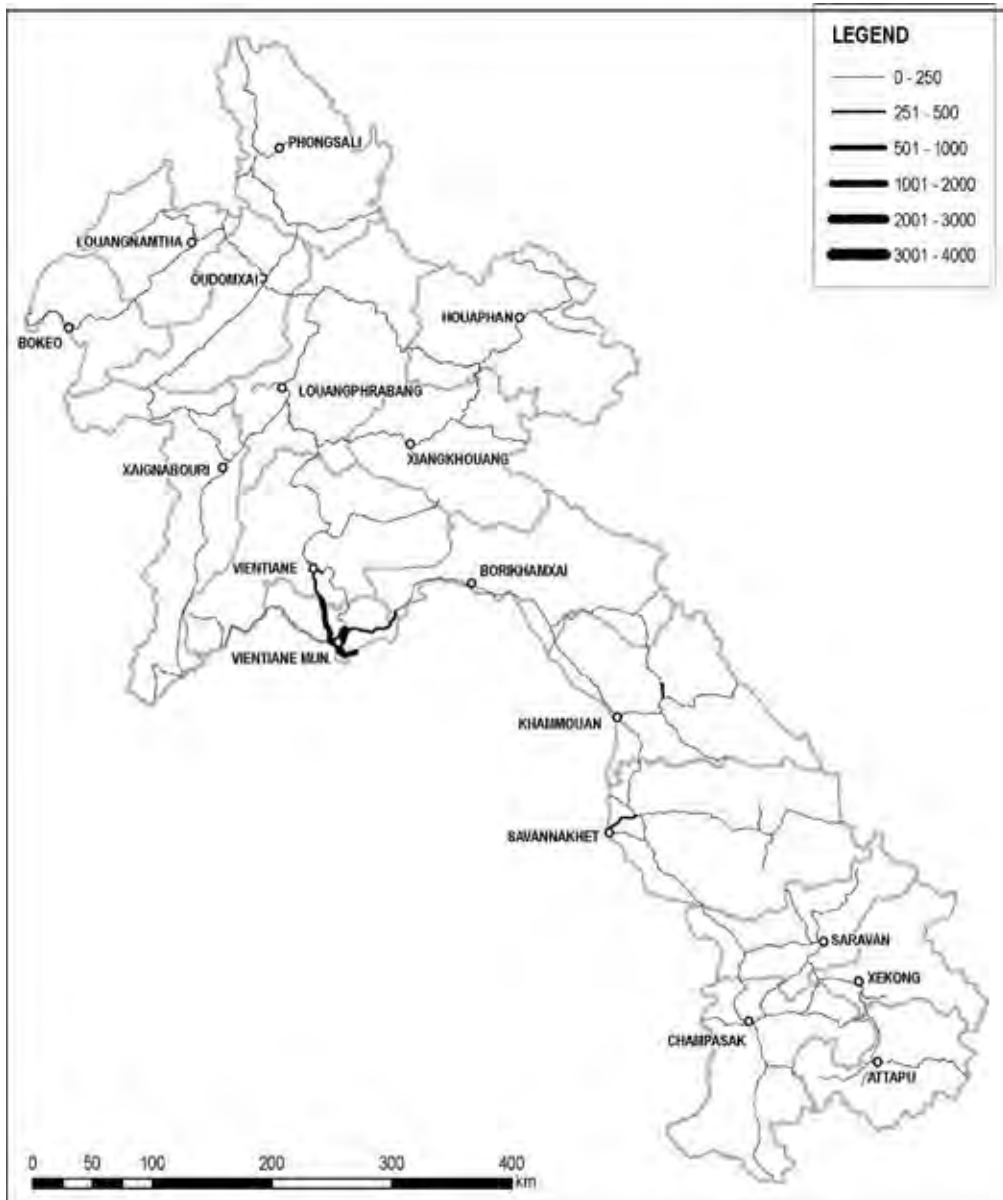 LEGEND
0 - 250
251 - 500
501 - 1000
1001 - 2000
2001 - 3000
3001 - 4000
PHONGSALI
LOUANGNAMTHA
OUDOMXAI
HOUAPHAN
BOKEO
LOUANGPHRABANG
XIANGKHOUANG
XAIGNABOURI
VIENTIANE
BORIKHAMXAI
VIENTIANE MUN.
KHAMMOUAN
SAVANNAKHET
SARAVAN
XEKONG
CHAMPASAK
ATTAPU
0 50 100 200 300 400
km